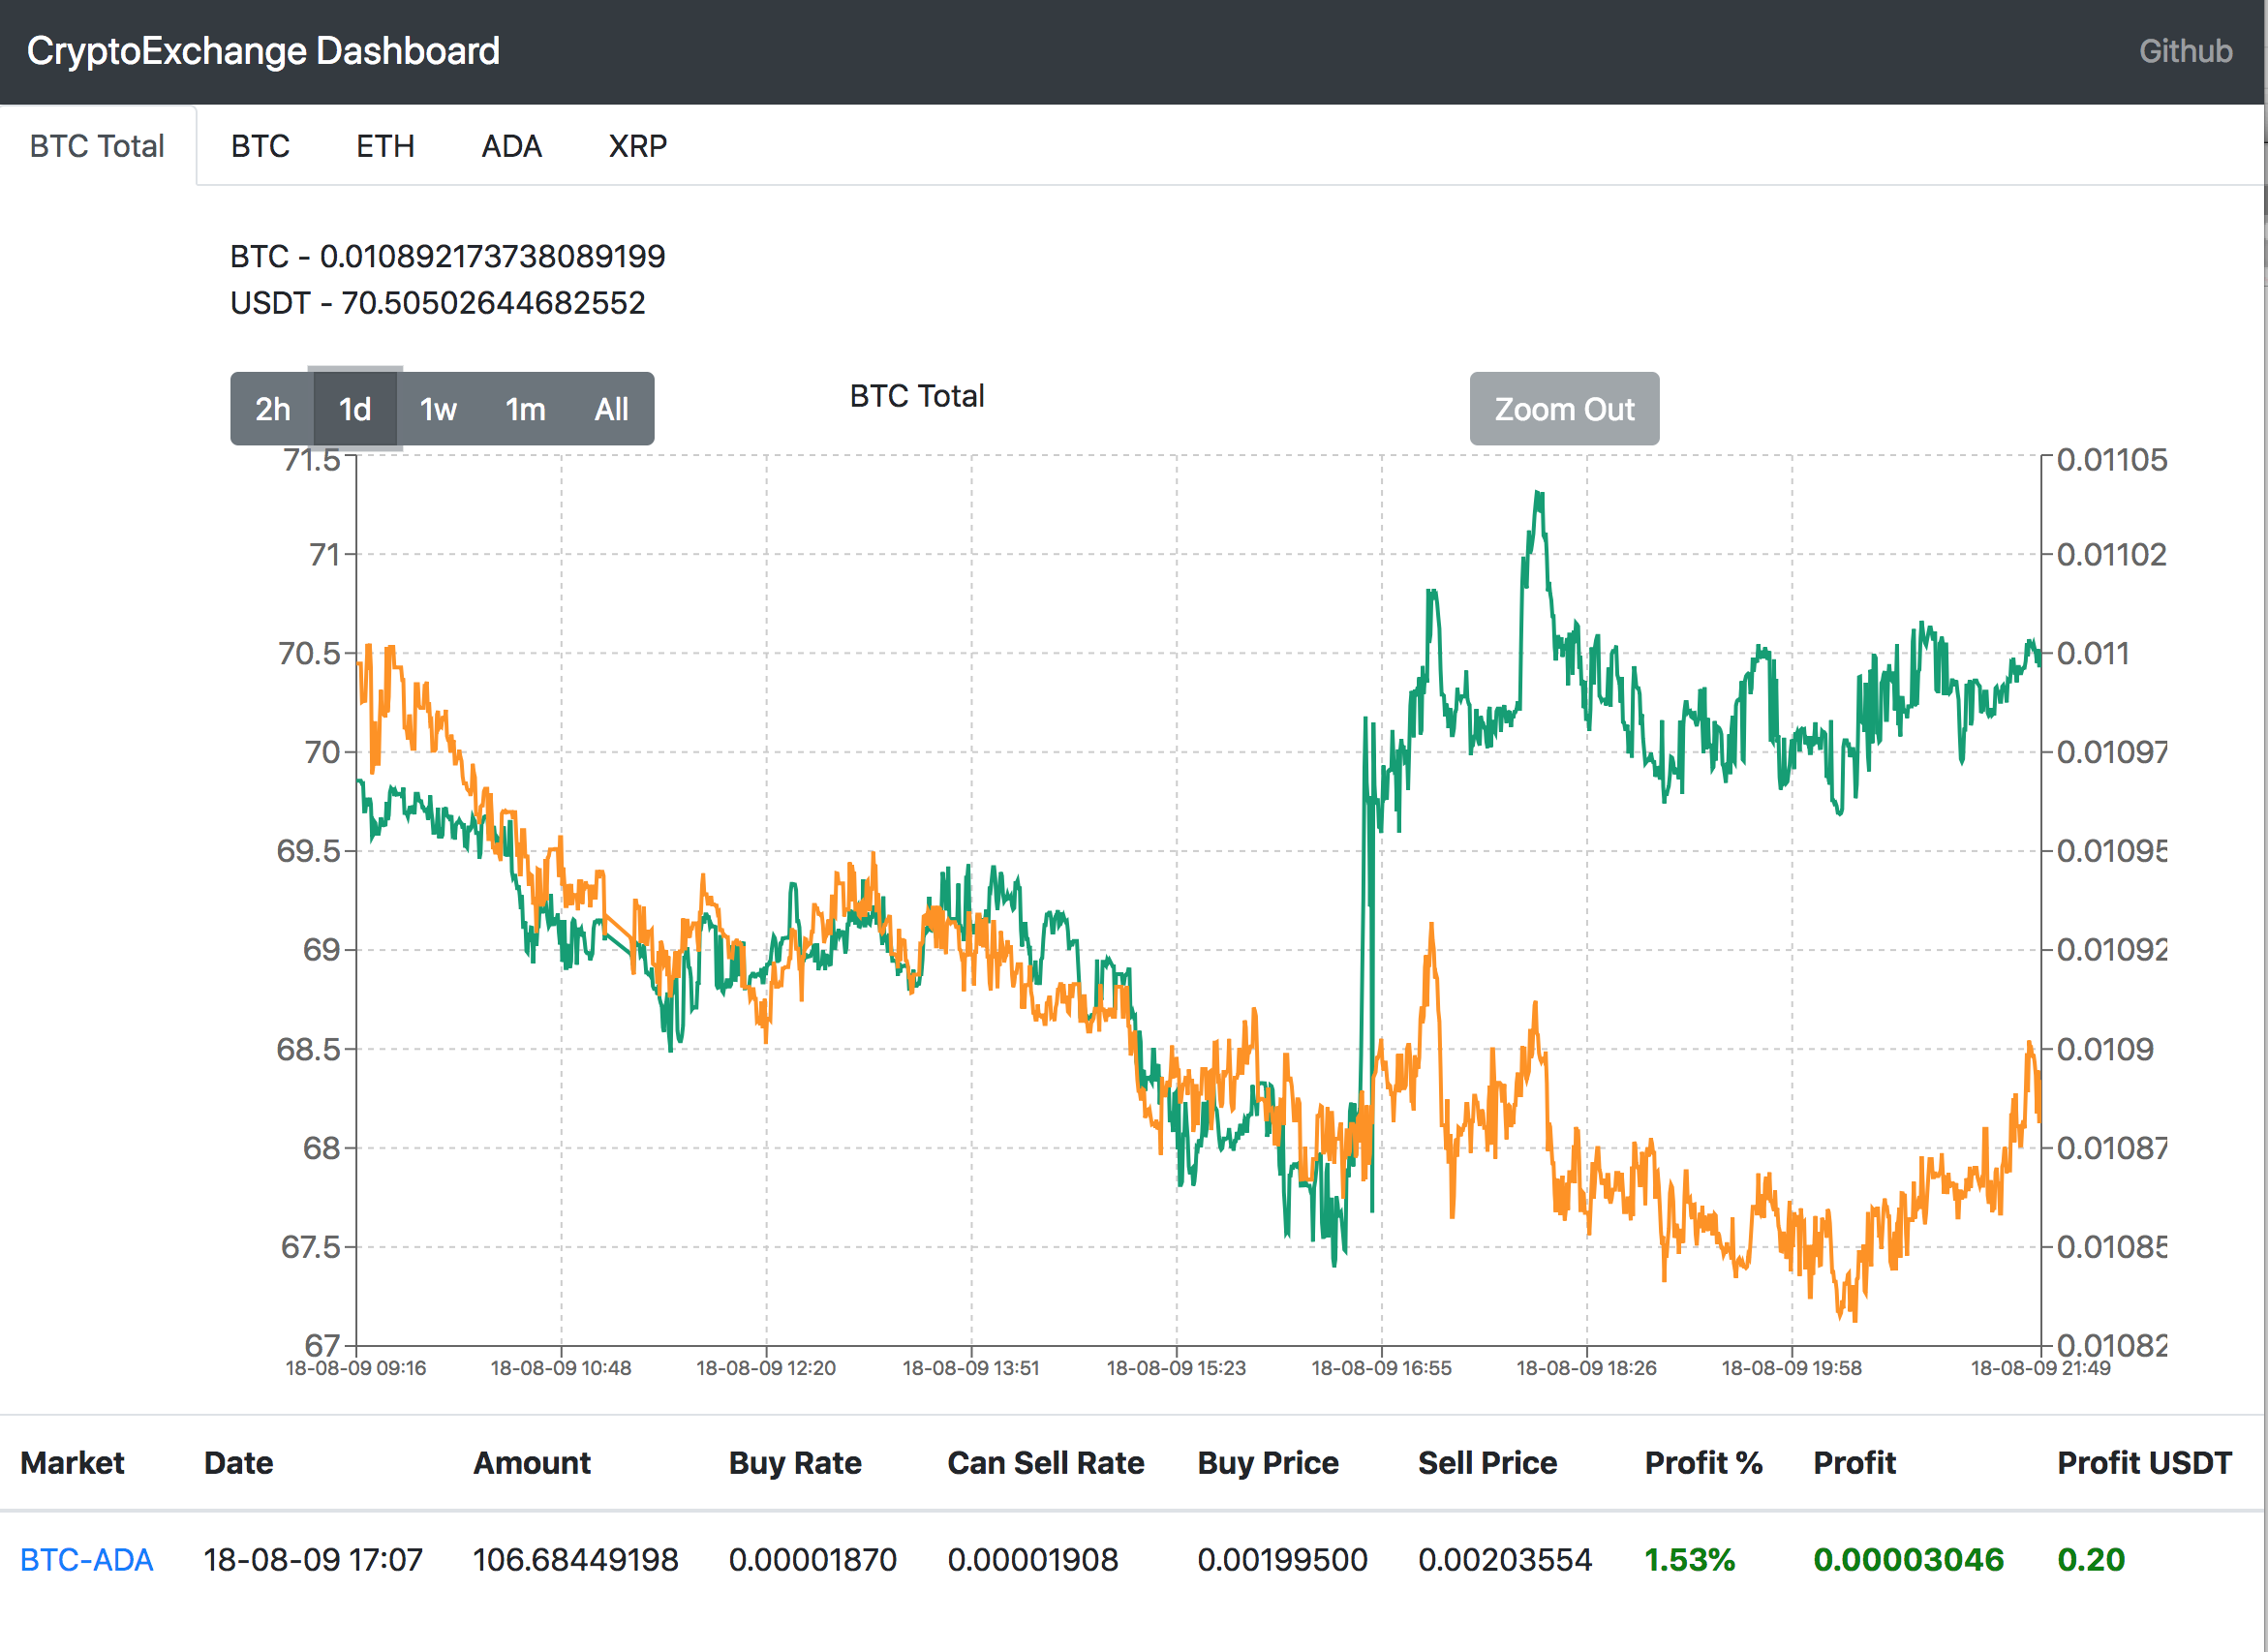 CryptoExchange Dashboard Github
BTC Total BTC ETH ADA XRP
BTC - 0.010892173738089199
USDT - 70.50502644682552
2h 1d 1w 1m All BTC Total Zoom Out
71.5 0.01105
71 0.01102
70.5 0.011
70 0.01097
69.5 0.01095
69 0.01092
68.5 0.0109
68 0.01087
67.5 0.01085
67 0.01082
18-08-09 09:16 18-08-09 10:48 18-08-09 12:20 18-08-09 13:51 18-08-09 15:23 18-08-09 16:55 18-08-09 18:26 18-08-09 19:58 18-08-09 21:49
Market Date Amount Buy Rate Can Sell Rate Buy Price Sell Price Profit % Profit Profit USDT
BTC-ADA 18-08-09 17:07 106.68449198 0.00001870 0.00001908 0.00199500 0.00203554 1.53% 0.00003046 0.20